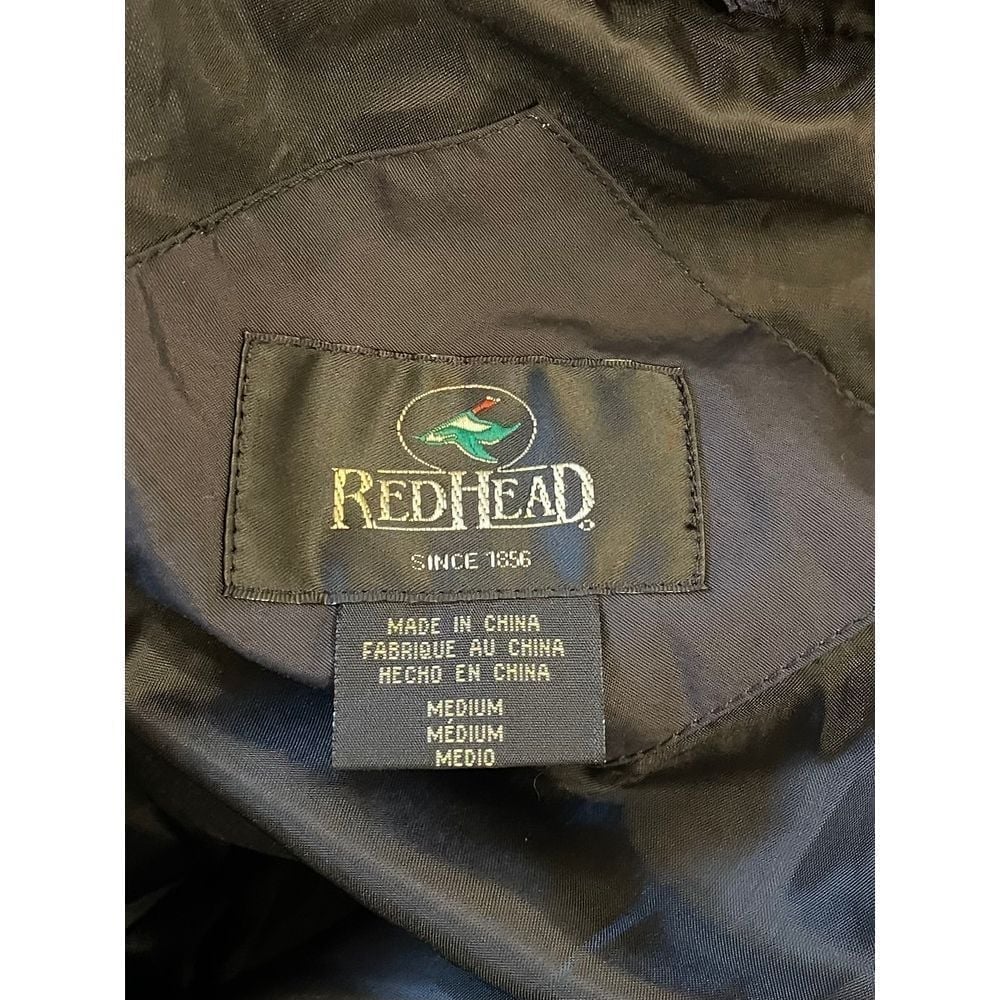 REDHEAD®
SINCE 1856
MADE IN CHINA
FABRIQUE AU CHINA
HECHO EN CHINA
MEDIUM
MÉDIUM
MEDIO